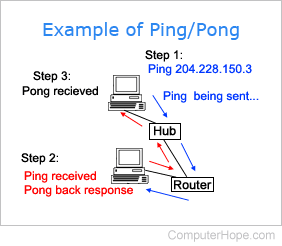 Example of Ping/Pong
Step 1:
Ping 204.228.150.3
Step 3:
Pong recieved
Ping being sent...
Hub
Step 2:
Ping received
Pong back response
Router
ComputerHope.com